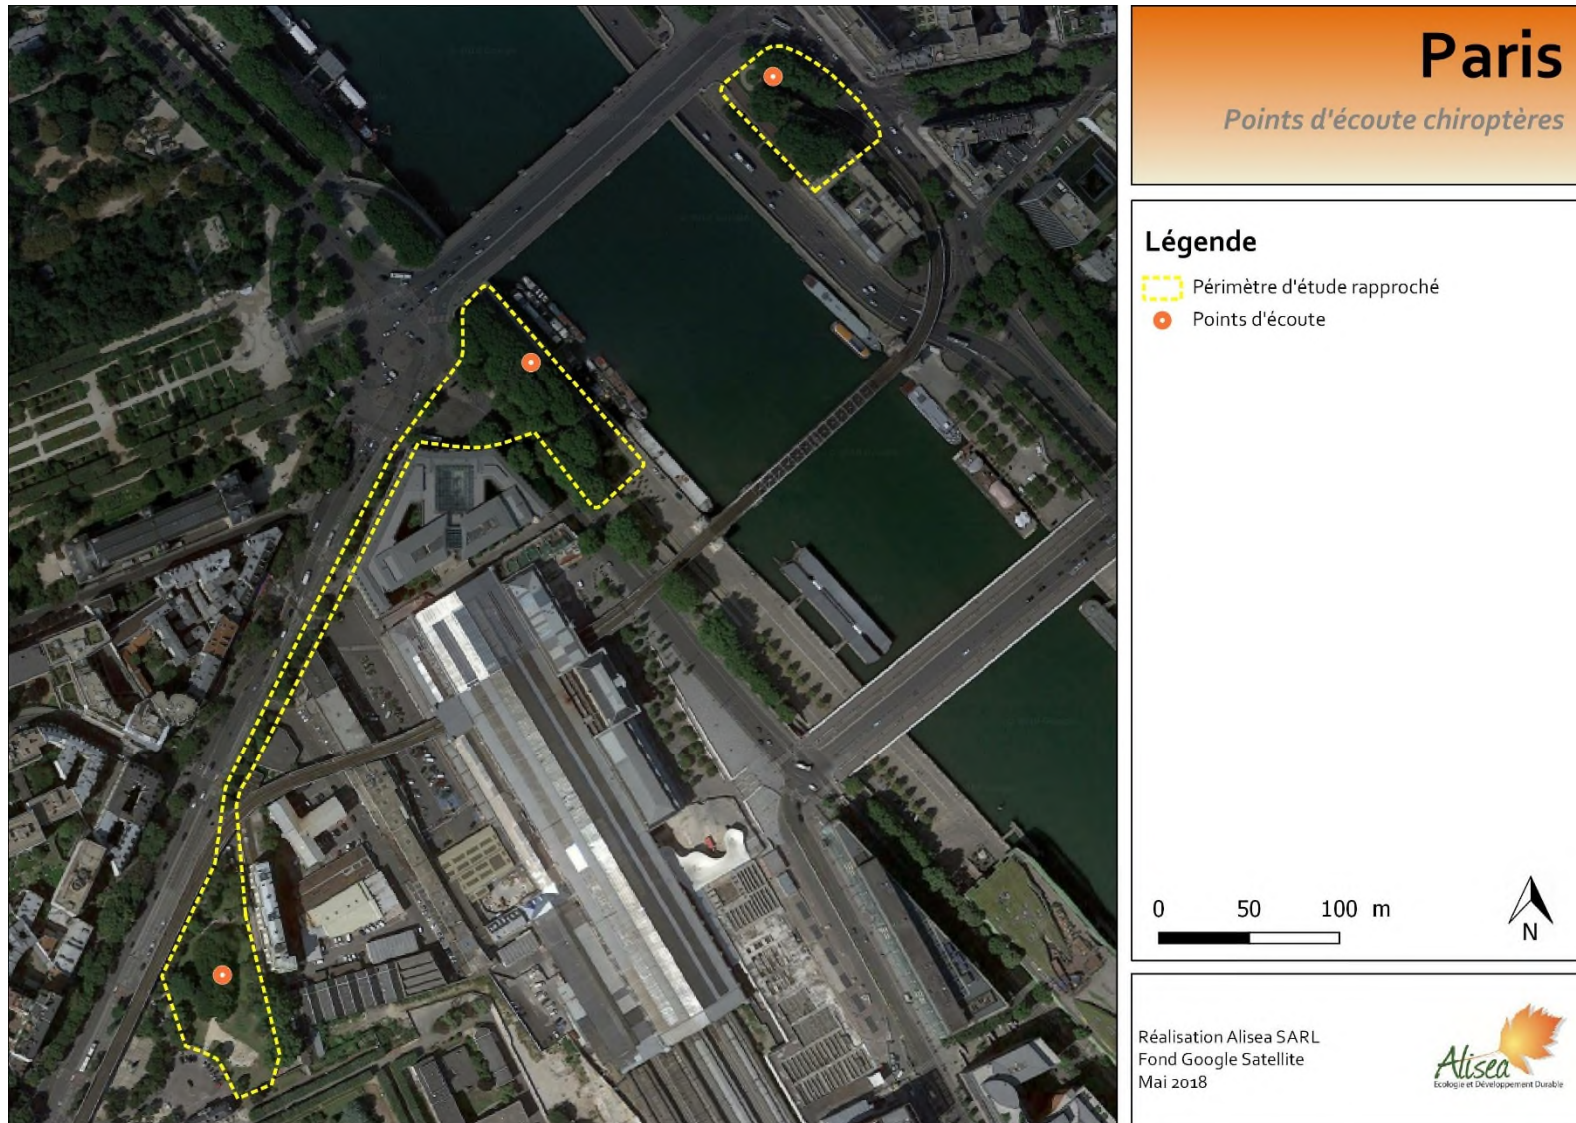 Paris
Points d'écoute chiroptères
Légende
Périmètre d'étude rapproché
Points d'écoute
0 50 100 m
N
Réalisation Alisea SARL
Fond Google Satellite
Mai 2018
Alisea
Ecologie et Développement Durable